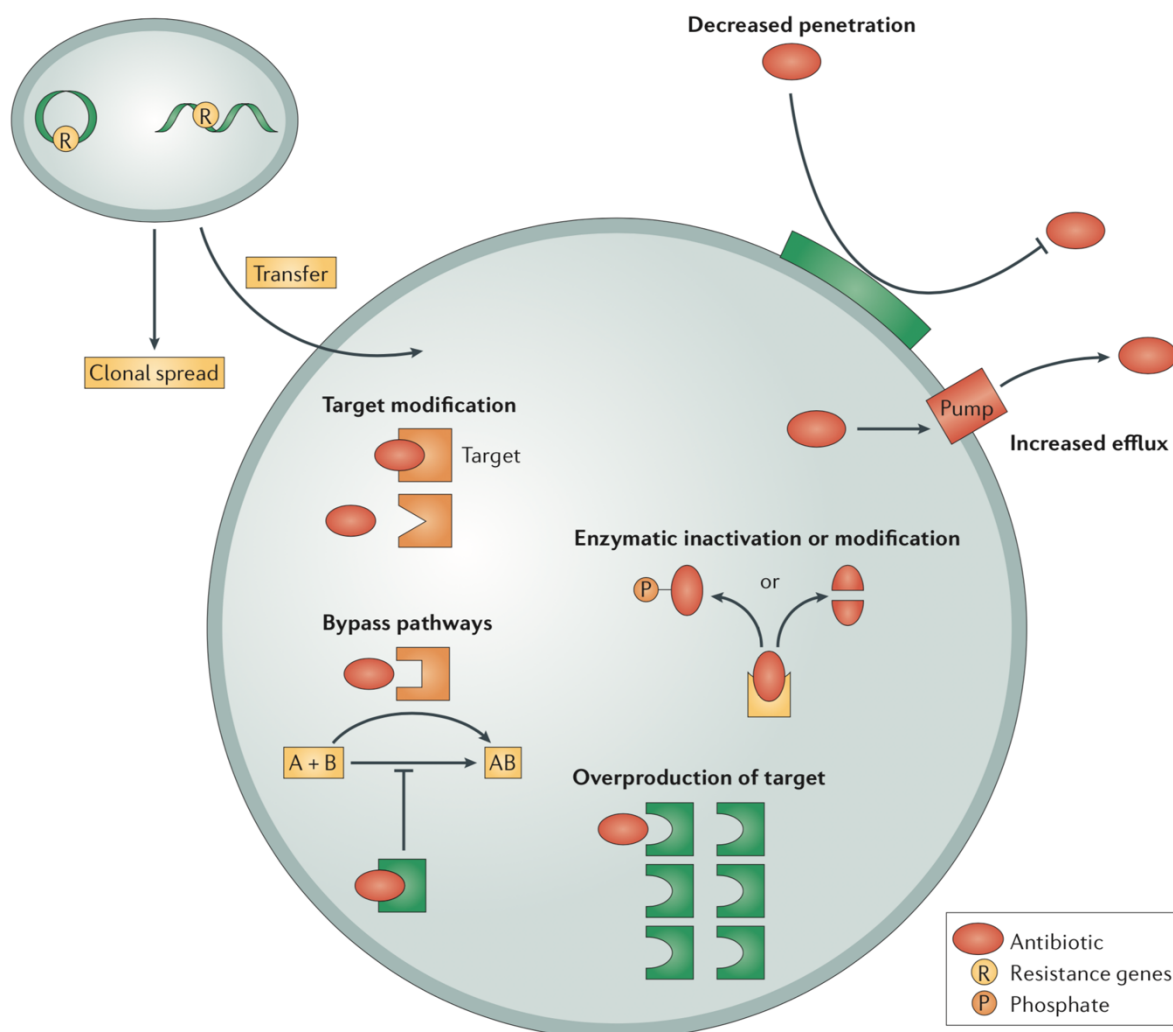 Decreased penetration
R
R
Transfer
Clonal spread
Target modification
Target
Pump
Increased efflux
Enzymatic inactivation or modification
P
or
Bypass pathways
A + B
AB
Overproduction of target
Antibiotic
R
Resistance genes
P
Phosphate